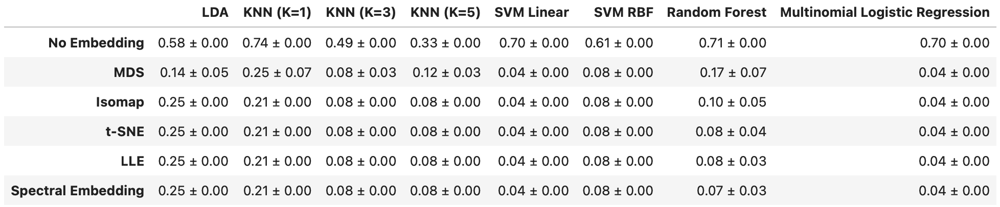 LDA KNN (K=1) KNN (K=3) KNN (K=5) SVM Linear SVM RBF Random Forest Multinomial Logistic Regression
No Embedding 0.58 ± 0.00 0.74 ± 0.00 0.49 ± 0.00 0.33 ± 0.00 0.70 ± 0.00 0.61 ± 0.00 0.71 ± 0.00 0.70 ± 0.00
MDS 0.14 ± 0.05 0.25 ± 0.07 0.08 ± 0.03 0.12 ± 0.03 0.04 ± 0.00 0.08 ± 0.00 0.17 ± 0.07 0.04 ± 0.00
Isomap 0.25 ± 0.00 0.21 ± 0.00 0.08 ± 0.00 0.08 ± 0.00 0.04 ± 0.00 0.08 ± 0.00 0.10 ± 0.05 0.04 ± 0.00
t-SNE 0.25 ± 0.00 0.21 ± 0.00 0.08 ± 0.00 0.08 ± 0.00 0.04 ± 0.00 0.08 ± 0.00 0.08 ± 0.04 0.04 ± 0.00
LLE 0.25 ± 0.00 0.21 ± 0.00 0.08 ± 0.00 0.08 ± 0.00 0.04 ± 0.00 0.08 ± 0.00 0.08 ± 0.03 0.04 ± 0.00
Spectral Embedding 0.25 ± 0.00 0.21 ± 0.00 0.08 ± 0.00 0.08 ± 0.00 0.04 ± 0.00 0.08 ± 0.00 0.07 ± 0.03 0.04 ± 0.00